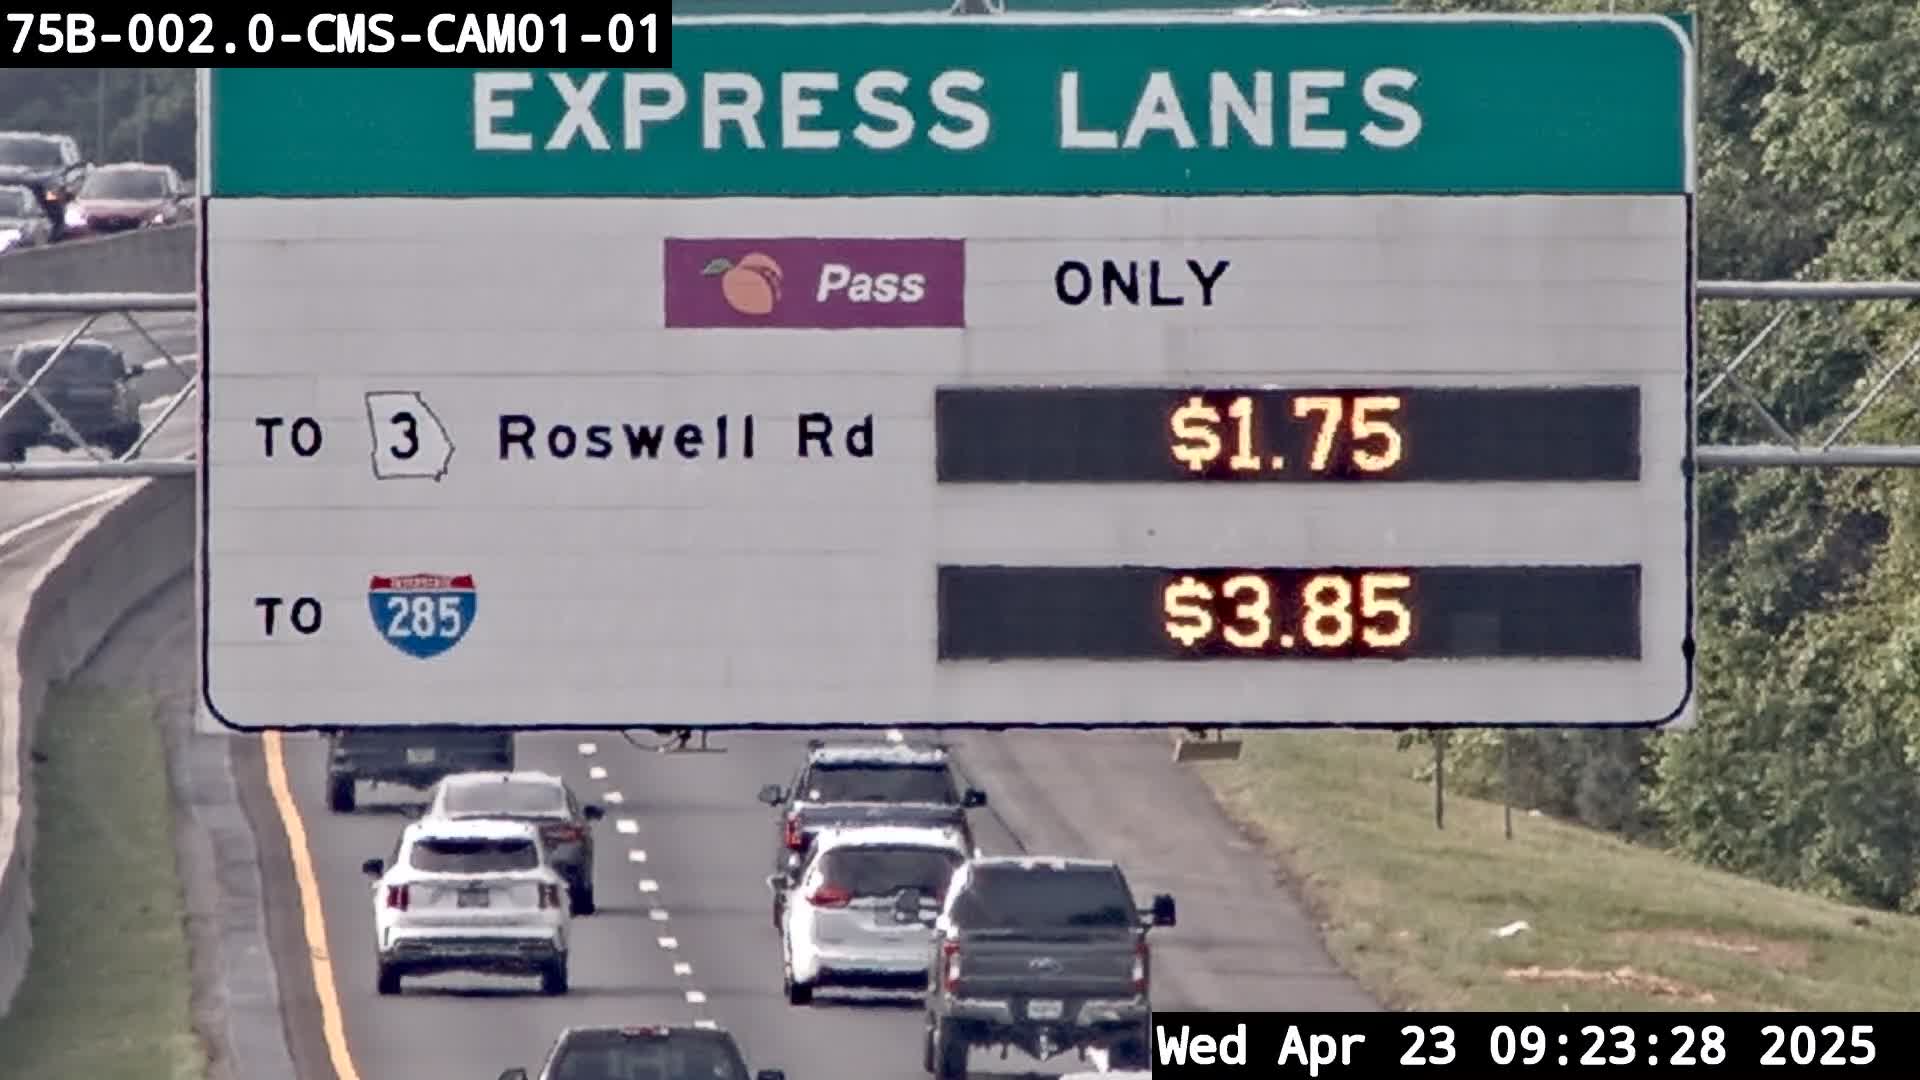 75B-002.0-CMS-CAM01-01
EXPRESS LANES
Pass ONLY
TO 3 Roswell Rd $1.75
INTERSTATE
TO 285 $3.85
Wed Apr 23 09:23:28 2025